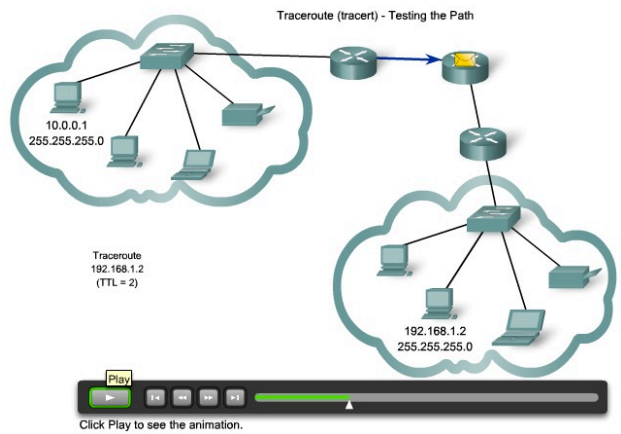 Traceroute (tracert) - Testing the Path
10.0.0.1
255.255.255.0
Traceroute
192.168.1.2
(TTL = 2)
192.168.1.2
255.255.255.0
Play
Click Play to see the animation.